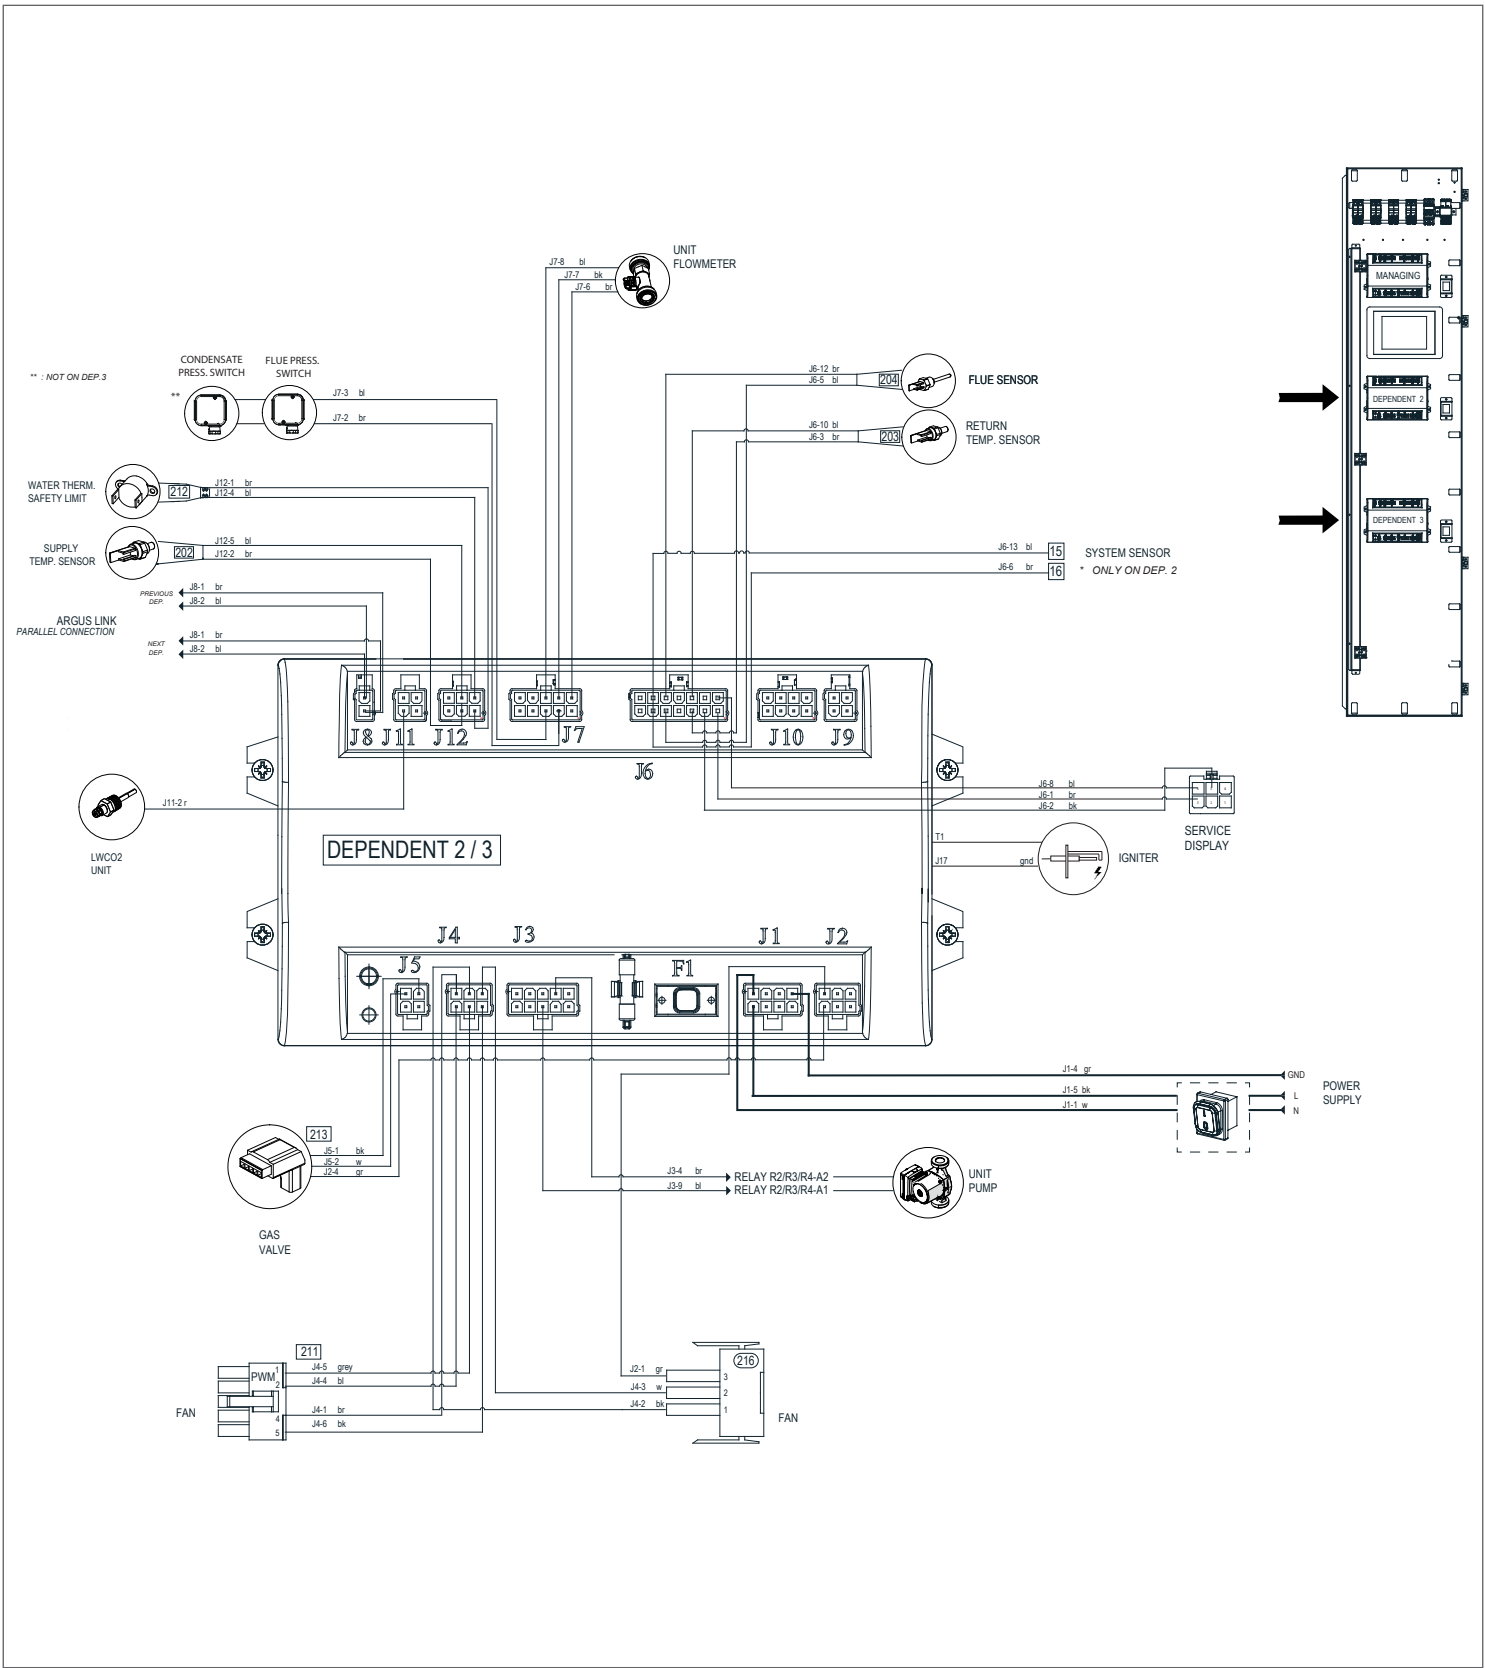 UNIT
FLOWMETER
J7-8 bl
J7-7 bk
J7-6 br
MANAGING
DEPENDENT 2
DEPENDENT 3
** : NOT ON DEP.3
CONDENSATE
PRESS. SWITCH
FLUE PRESS.
SWITCH
**
J7-3 bl
J7-2 br
J6-12 br
J6-5 bl
204
FLUE SENSOR
J6-10 bl
J6-3 br
203
RETURN
TEMP. SENSOR
WATER THERM.
SAFETY LIMIT
212
J12-1 br
J12-4 bl
SUPPLY
TEMP. SENSOR
202
J12-5 bl
J12-2 br
J6-13 bl
15
SYSTEM SENSOR
J6-6 br
16
* ONLY ON DEP. 2
PREVIOUS
DEP.
J8-1 br
J8-2 bl
ARGUS LINK
PARALLEL CONNECTION
NEXT
DEP.
J8-1 br
J8-2 bl
J8
J11
J12
J7
J6
J10
J9
J11-2 r
LWCO2
UNIT
J6-8 bl
J6-1 br
J6-2 bk
SERVICE
DISPLAY
DEPENDENT 2 / 3
T1
J17 gnd
IGNITER
J5
J4
J3
F1
J1
J2
J1-4 gr
GND
J1-5 bk
L
J1-1 w
N
POWER
SUPPLY
213
J5-1 bk
J5-2 w
J2-4 gr
GAS
VALVE
J3-4 br
RELAY R2/R3/R4-A2
J3-9 bl
RELAY R2/R3/R4-A1
UNIT
PUMP
211
PWM
1
2
4
5
J4-5 grey
J4-4 bl
J4-1 br
J4-6 bk
FAN
J2-1 gr
J4-3 w
J4-2 bk
216
3
2
1
FAN